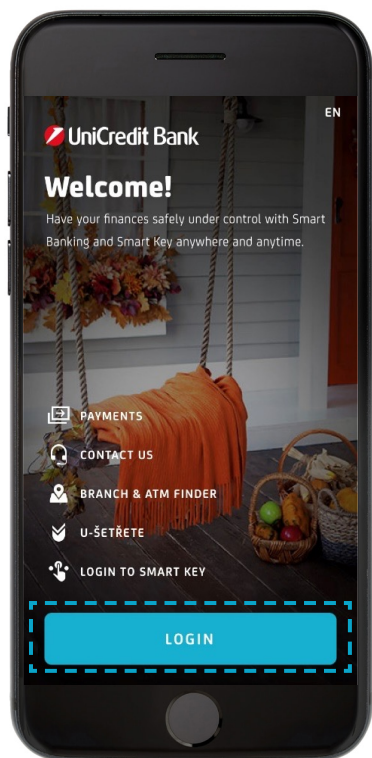 EN
UniCredit Bank
Welcome!
Have your finances safely under control with Smart
Banking and Smart Key anywhere and anytime.
PAYMENTS
CONTACT US
BRANCH & ATM FINDER
U-ŠETŘETE
LOGIN TO SMART KEY
LOGIN